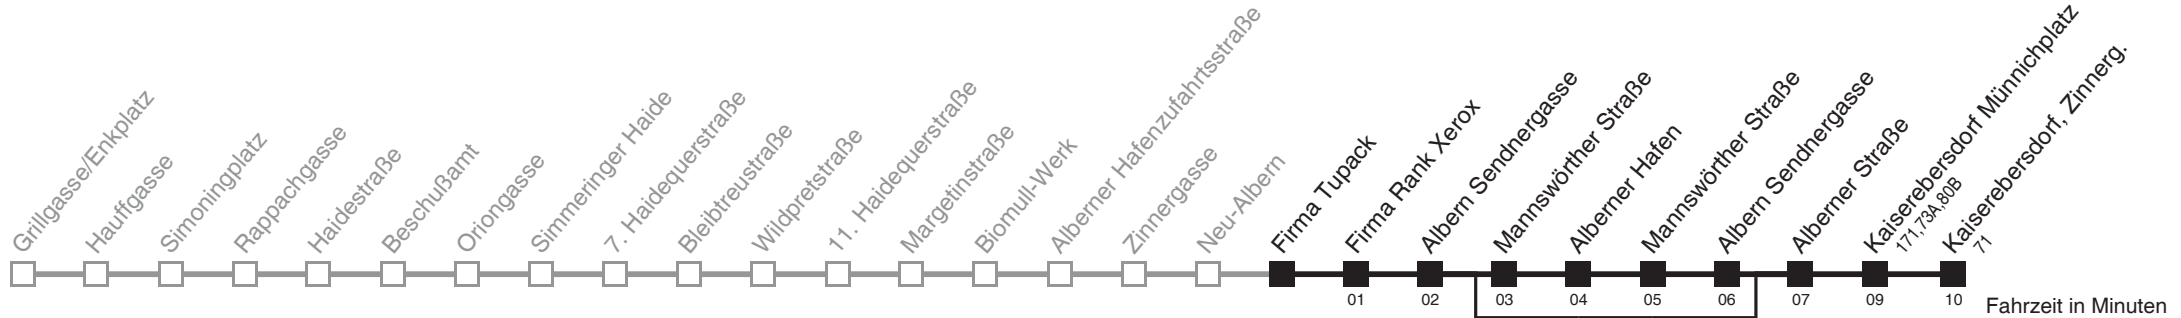 Grillgasse/Enkplatz
Hauffgasse
Simoningplatz
Rappachgasse
Haidestraße
Beschußamt
Oriongasse
Simmeringer Haide
7. Haidequerstraße
Bleibtreustraße
Wildpretstraße
11. Haidequerstraße
Margetinstraße
Biomull-Werk
Alberner Hafenzufahrtsstraße
Zinnergasse
Neu-Albern
Firma Tupack
Firma Rank Xerox
Albern Sendnergasse
Mannswörther Straße
Alberner Hafen
Mannswörther Straße
Albern Sendnergasse
Alberner Straße
Kaiserebersdorf Münnichplatz
171,73A,80B
Kaiserebersdorf, Zinnerg.
71
01 02 03 04 05 06 07 09 10
Fahrzeit in Minuten